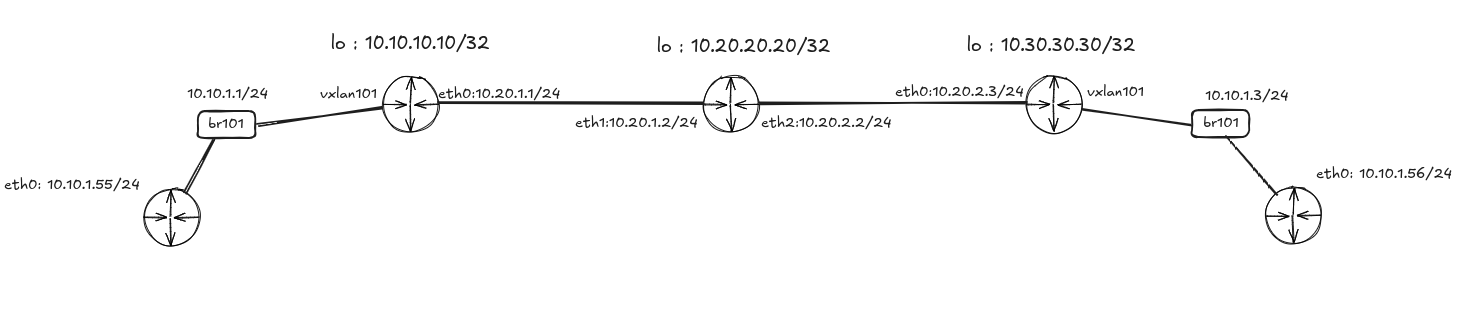 lo : 10.10.10.10/32
lo : 10.20.20.20/32
lo : 10.30.30.30/32
10.10.1.1/24
vxlan101
eth0:10.20.1.1/24
eth0:10.20.2.3/24
vxlan101
10.10.1.3/24
br101
eth1:10.20.1.2/24
eth2:10.20.2.2/24
br101
eth0: 10.10.1.55/24
eth0: 10.10.1.56/24